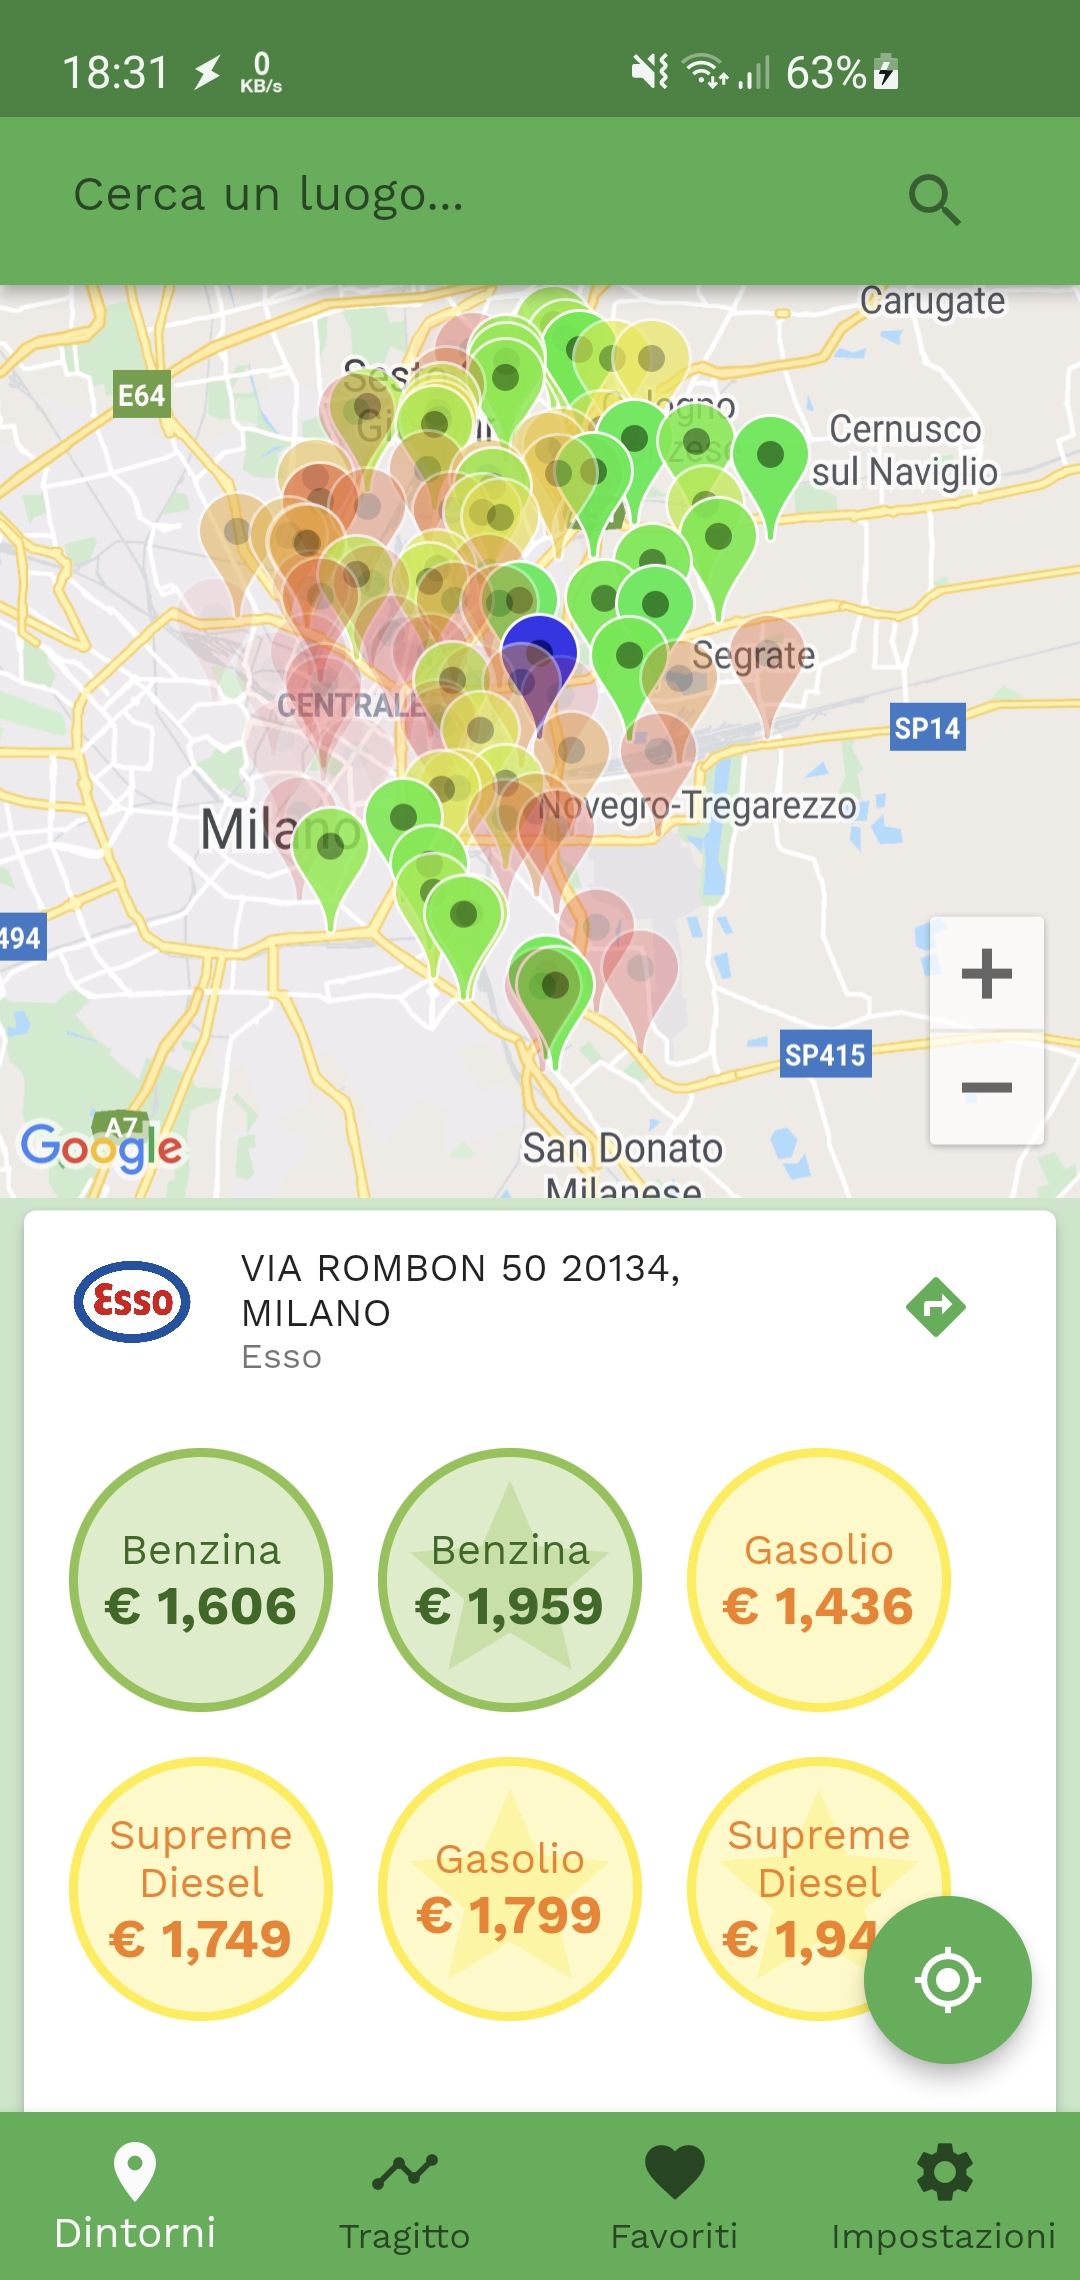 18:31 0 KB/s 63%
Cerca un luogo...
Carugate
E64
Cernusco
sul Naviglio
Segrate
CENTRALE
SP14
Novegro-Tregarezzo
Milano
494
SP415
A7
Google
San Donato
Milanese
Esso
VIA ROMBON 50 20134,
MILANO
Esso
Benzina
€ 1,606
Benzina
€ 1,959
Gasolio
€ 1,436
Supreme
Diesel
€ 1,749
Gasolio
€ 1,799
Supreme
Diesel
€ 1,94
Dintorni
Tragitto
Favoriti
Impostazioni